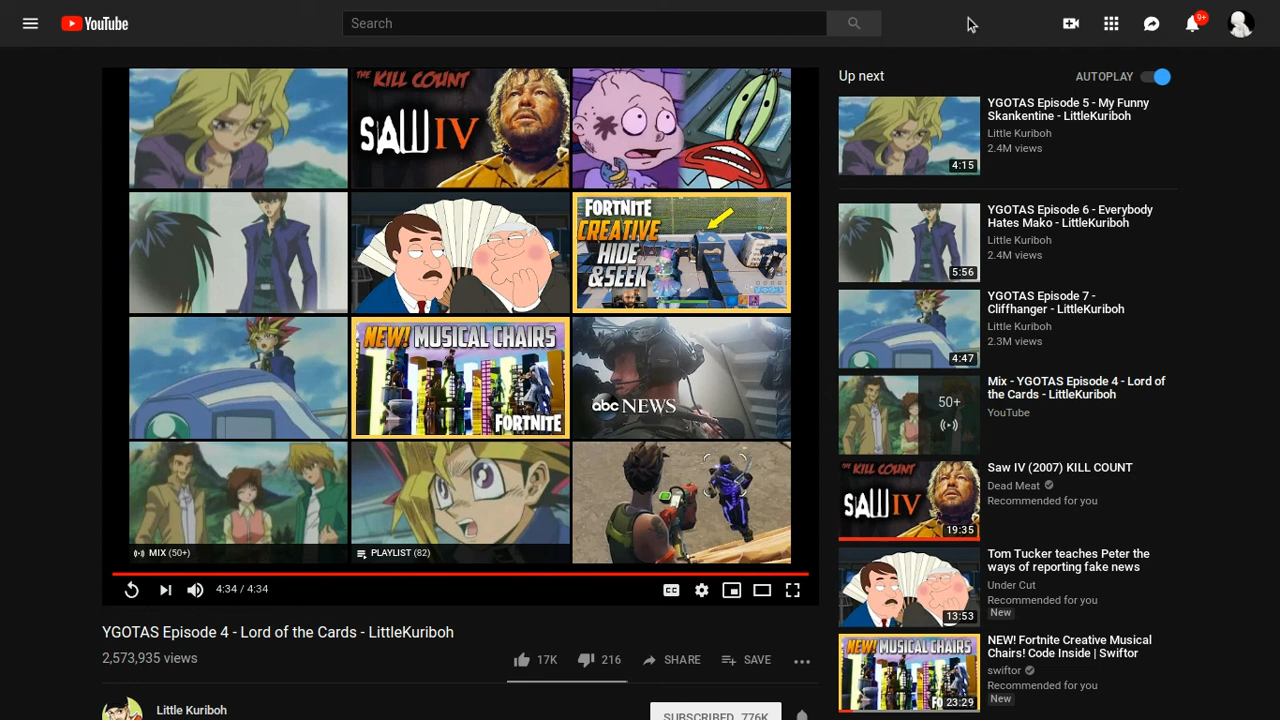 YouTube
Search
9+
THE KILL COUNT
SAW IV
FORTNITE
CREATIVE
HIDE
&SEEK
NEW! MUSICAL CHAIRS
FORTNITE
abc NEWS
MIX (50+)
PLAYLIST (82)
4:34 / 4:34
CC
YGOTAS Episode 4 - Lord of the Cards - LittleKuriboh
2,573,935 views
17K
216
SHARE
SAVE
Little Kuriboh
SUBSCRIBED 776K
Up next
AUTOPLAY
4:15
YGOTAS Episode 5 - My Funny
Skankentine - LittleKuriboh
Little Kuriboh
2.4M views
5:56
YGOTAS Episode 6 - Everybody
Hates Mako - LittleKuriboh
Little Kuriboh
2.4M views
4:47
YGOTAS Episode 7 -
Cliffhanger - LittleKuriboh
Little Kuriboh
2.3M views
50+
Mix - YGOTAS Episode 4 - Lord of
the Cards - LittleKuriboh
YouTube
THE KILL COUNT
SAW IV
19:35
Saw IV (2007) KILL COUNT
Dead Meat
Recommended for you
13:53
Tom Tucker teaches Peter the
ways of reporting fake news
Under Cut
Recommended for you
New
NEW! MUSICAL CHAIRS
FO
23:29
NEW! Fortnite Creative Musical
Chairs! Code Inside | Swiftor
swiftor
Recommended for you
New